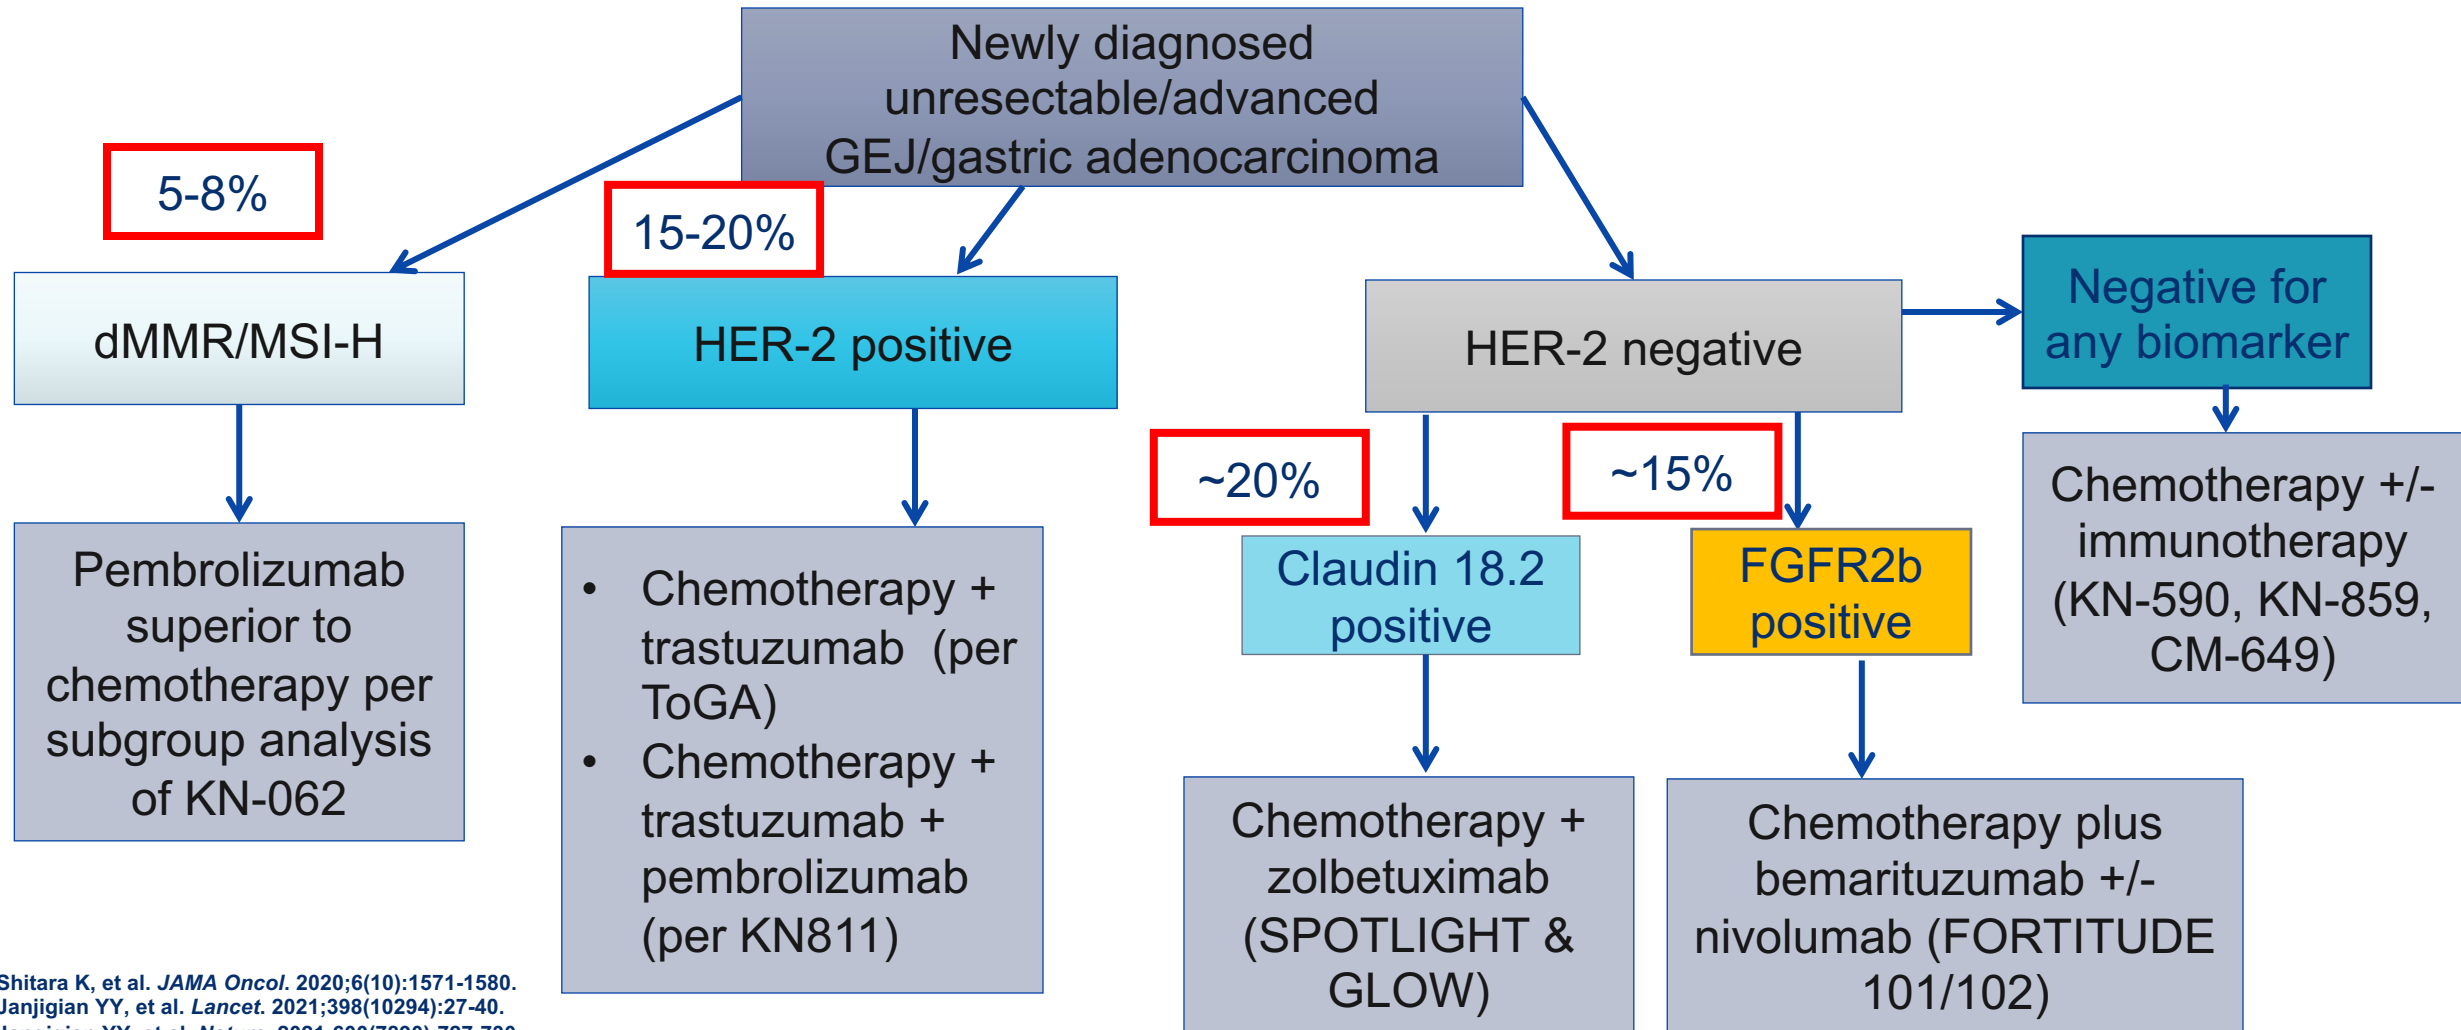 Newly diagnosed
unresectable/advanced
GEJ/gastric adenocarcinoma
5-8%
15-20%
dMMR/MSI-H
HER-2 positive
HER-2 negative
Negative for
any biomarker
~20%
~15%
Pembrolizumab
superior to
chemotherapy per
subgroup analysis
of KN-062
• Chemotherapy +
trastuzumab (per
ToGA)
• Chemotherapy +
trastuzumab +
pembrolizumab
(per KN811)
Claudin 18.2
positive
FGFR2b
positive
Chemotherapy +/-
immunotherapy
(KN-590, KN-859,
CM-649)
Chemotherapy +
zolbetuximab
(SPOTLIGHT &
GLOW)
Chemotherapy plus
bemarituzumab +/-
nivolumab (FORTITUDE
101/102)
Shitara K, et al. JAMA Oncol. 2020;6(10):1571-1580.
Janjigian YY, et al. Lancet. 2021;398(10294):27-40.